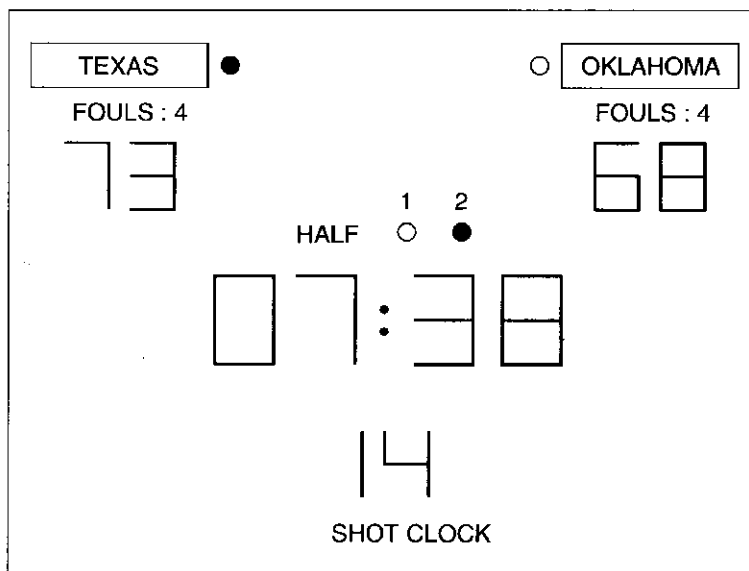 TEXAS OKLAHOMA
FOULS : 4 FOULS : 4
73 68
1 2
HALF
07:38
14
SHOT CLOCK